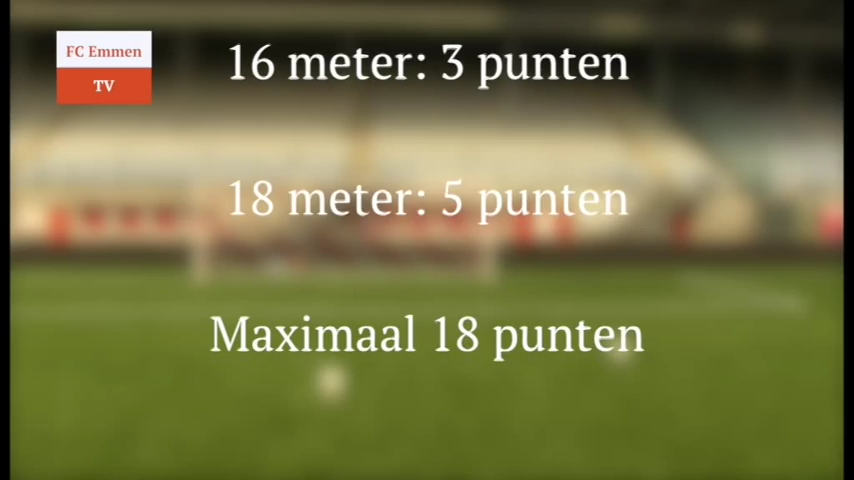 FC Emmen
TV
16 meter: 3 punten
18 meter: 5 punten
Maximaal 18 punten